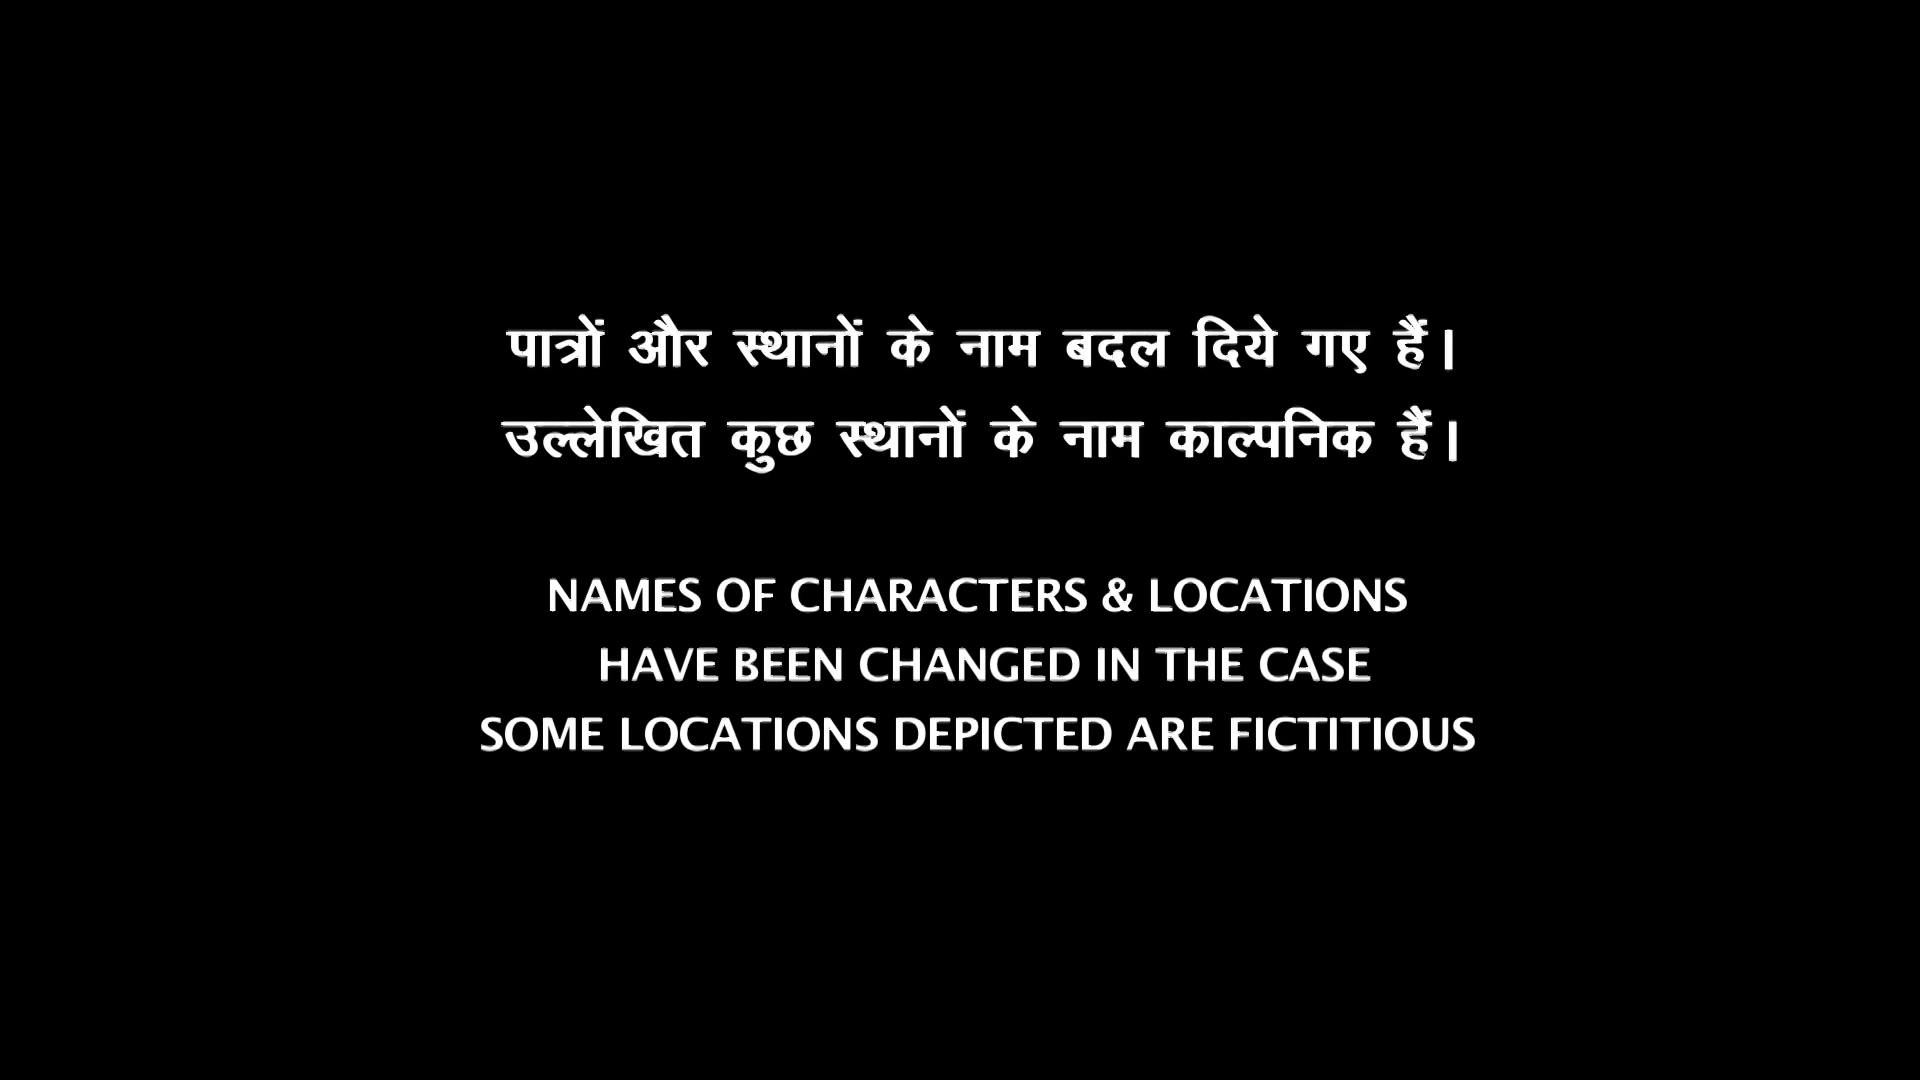 पात्रों और स्थानों के नाम बदल दिये गए हैं।
उल्लेखित कुछ स्थानों के नाम काल्पनिक हैं।
NAMES OF CHARACTERS & LOCATIONS
HAVE BEEN CHANGED IN THE CASE
SOME LOCATIONS DEPICTED ARE FICTITIOUS